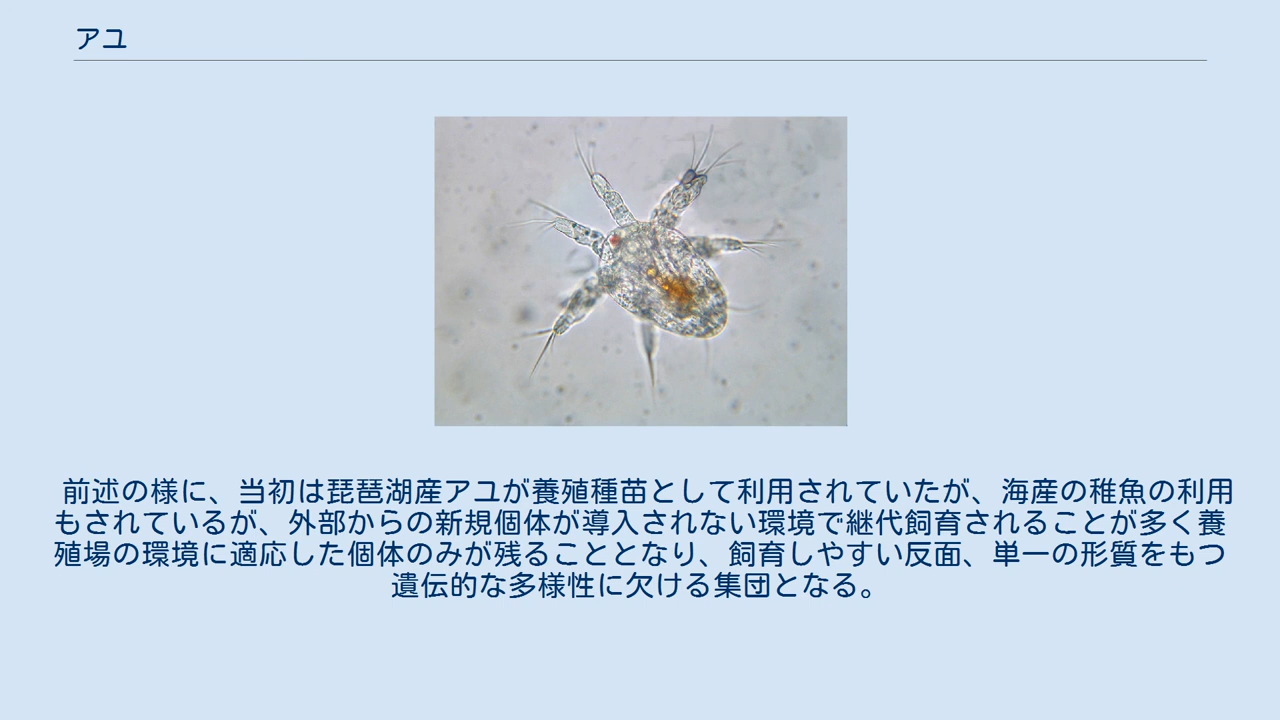 アユ
前述の様に、当初は琵琶湖産アユが養殖種苗として利用されていたが、海産の稚魚の利用
もされているが、外部からの新規個体が導入されない環境で継代飼育されることが多く養
殖場の環境に適応した個体のみが残ることとなり、飼育しやすい反面、単一の形質をもつ
遺伝的な多様性に欠ける集団となる。